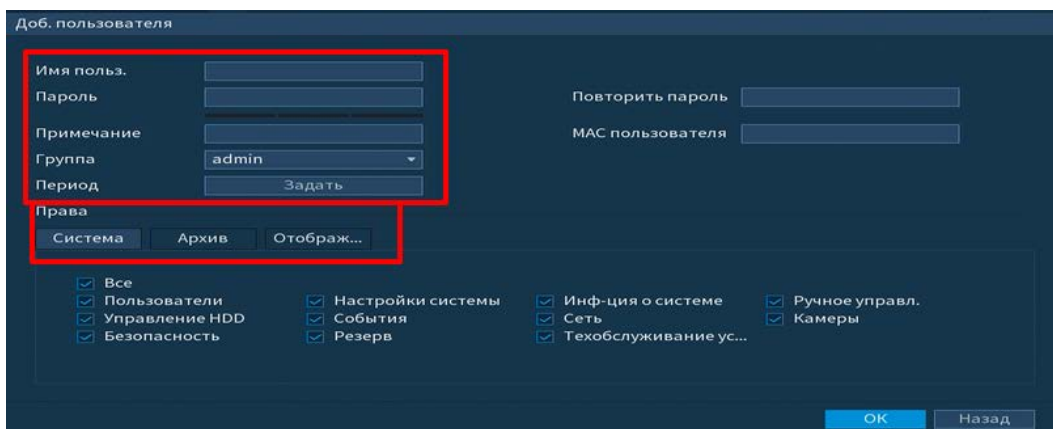 Доб. пользователя
Имя польз.
Пароль Повторить пароль
Примечание MAC пользователя
Группа admin
Период Задать
Права
Система Архив Отображ...
Все
Пользователи Настройки системы Инф-ция о системе Ручное управл.
Управление HDD События Сеть Камеры
Безопасность Резерв Техобслуживание ус...
OK Назад